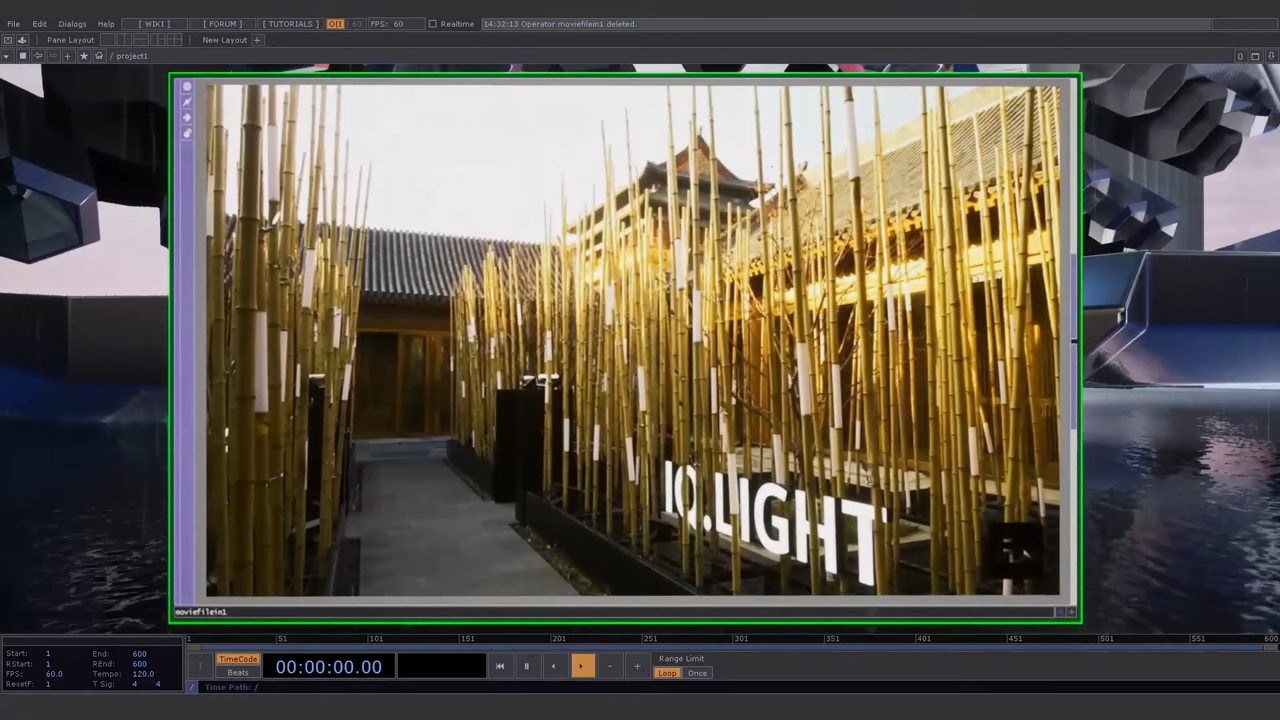 File Edit Dialogs Help [ WIKI ] [ FORUM ] [ TUTORIALS ] O|I 60 FPS: 60 Realtime 14:32:13 Operator moviefilein1 deleted.
Pane Layout New Layout +
/ project1 0
IQ.LIGHT
moviefilein1
1 51 101 151 201 251 301 351 401 451 501 551 600
Start: 1 End: 600
RStart: 1 REnd: 600
FPS: 60.0 Tempo: 120.0
ResetF: 1 T Sig: 4 4
TimeCode
Beats
00:00:00.00
- +
Range Limit
Loop Once
/ Time Path: /